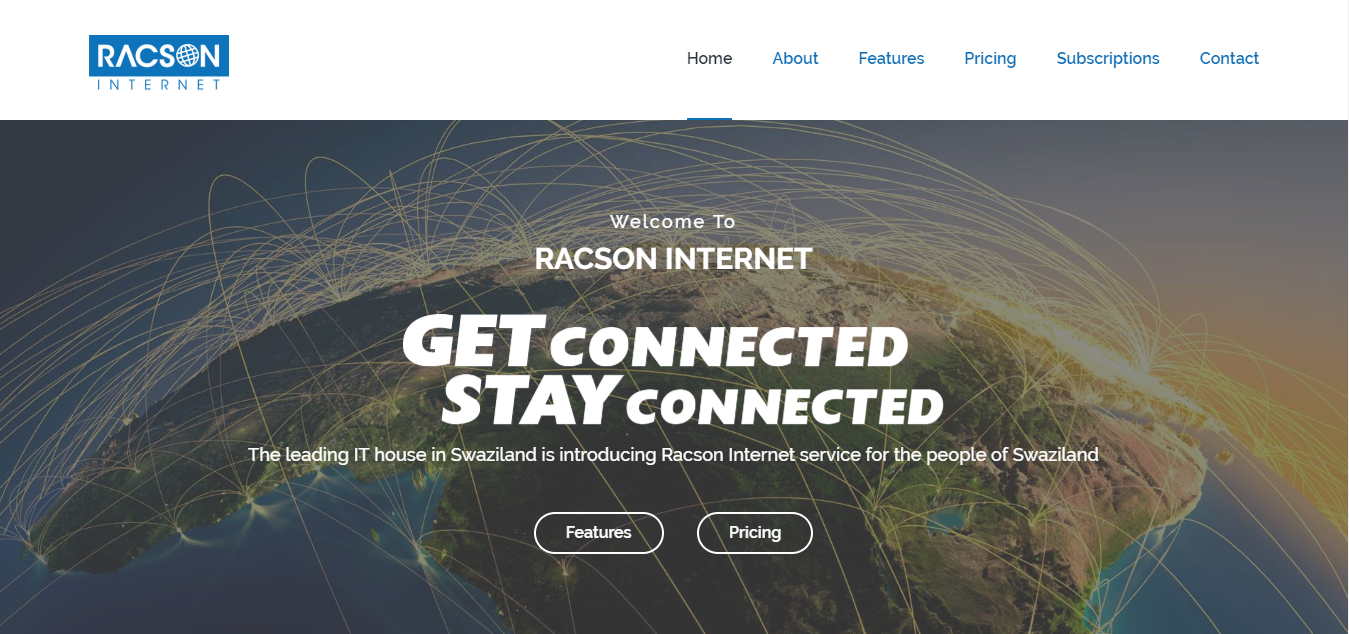 RACSON
INTERNET
Home About Features Pricing Subscriptions Contact
Welcome To
RACSON INTERNET
GET CONNECTED
STAY CONNECTED
The leading IT house in Swaziland is introducing Racson Internet service for the people of Swaziland
Features Pricing